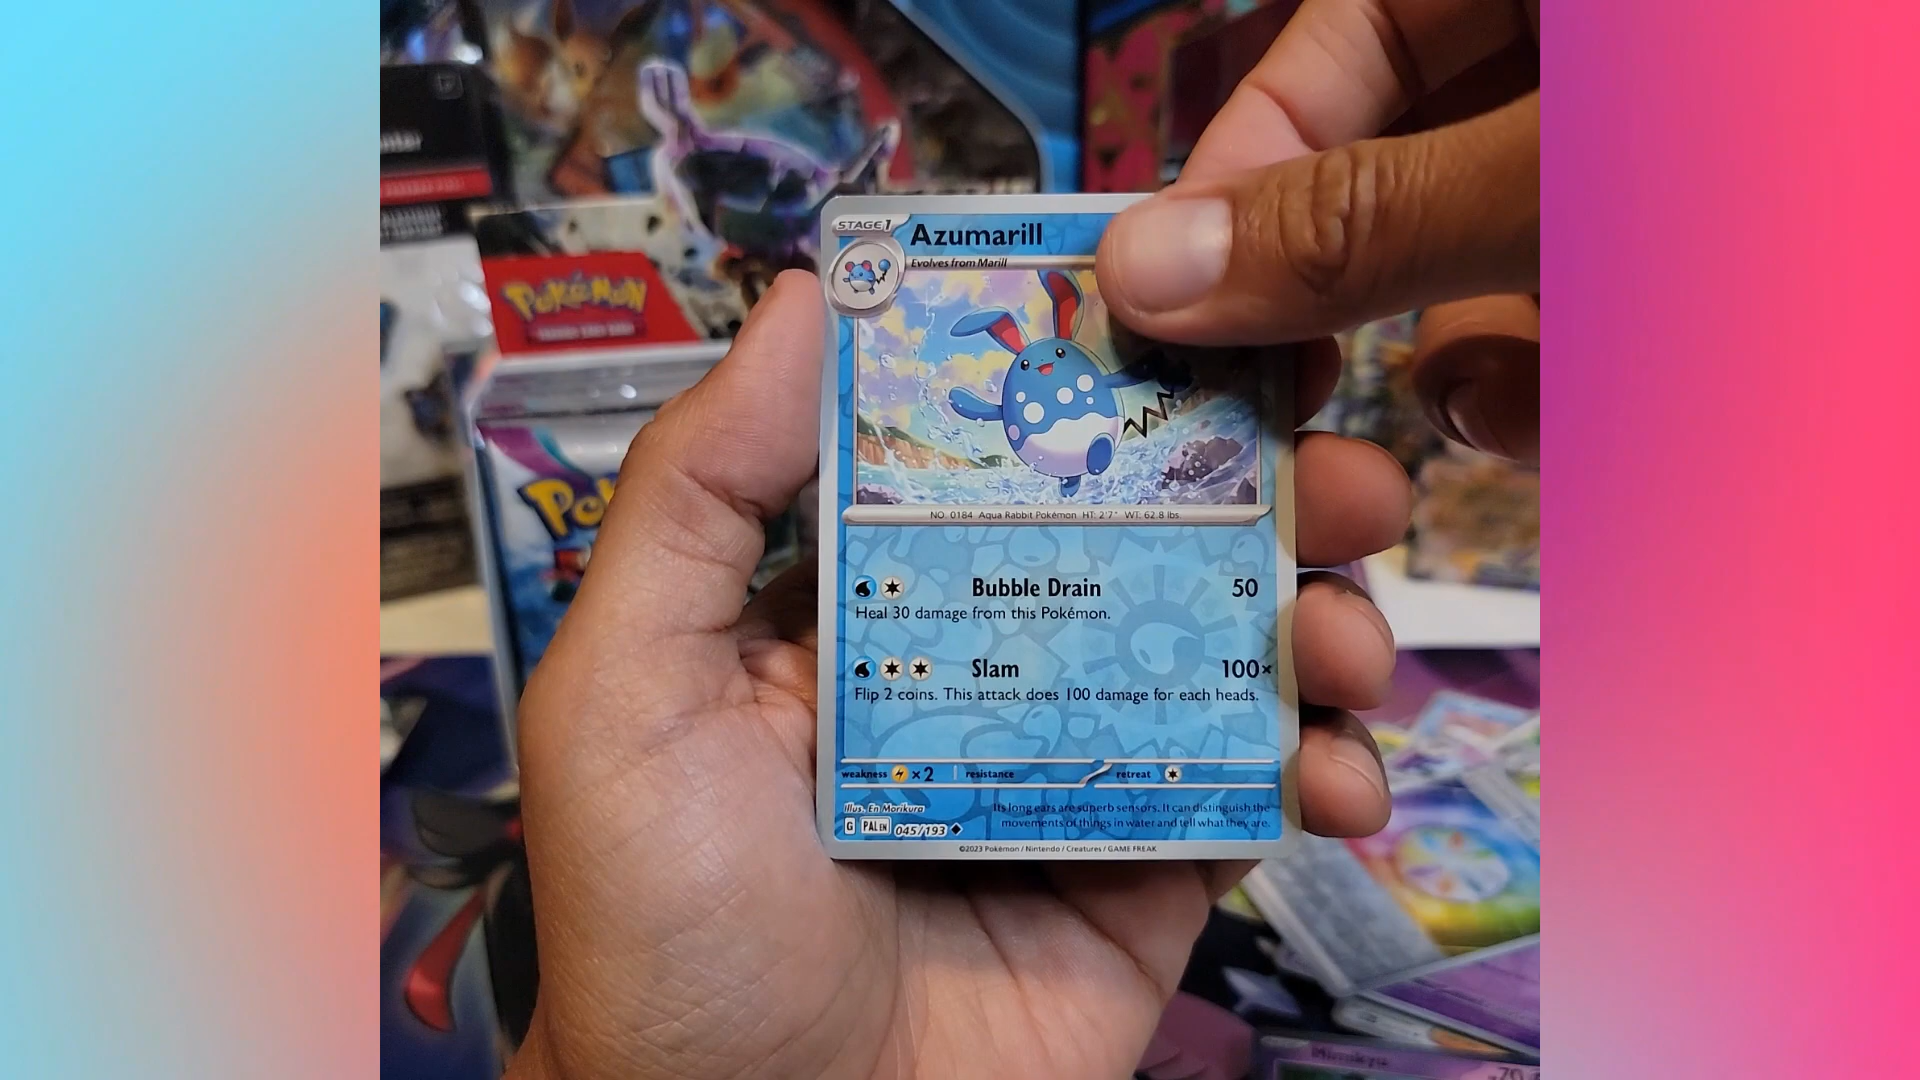 POKéMON
STAGE 1
Azumarill
Evolves from Marill
NO. 0184 Aqua Rabbit Pokémon HT: 2'7" WT: 62.8 lbs
Bubble Drain 50
Heal 30 damage from this Pokémon.
Slam 100×
Flip 2 coins. This attack does 100 damage for each heads.
weakness ×2 resistance retreat
Illus. En Morikura
Its long ears are superb sensors. It can distinguish the
movements of things in water and tell what they are.
G PAL EN 045/193
©2023 Pokémon / Nintendo / Creatures / GAME FREAK
Mimikyu
70